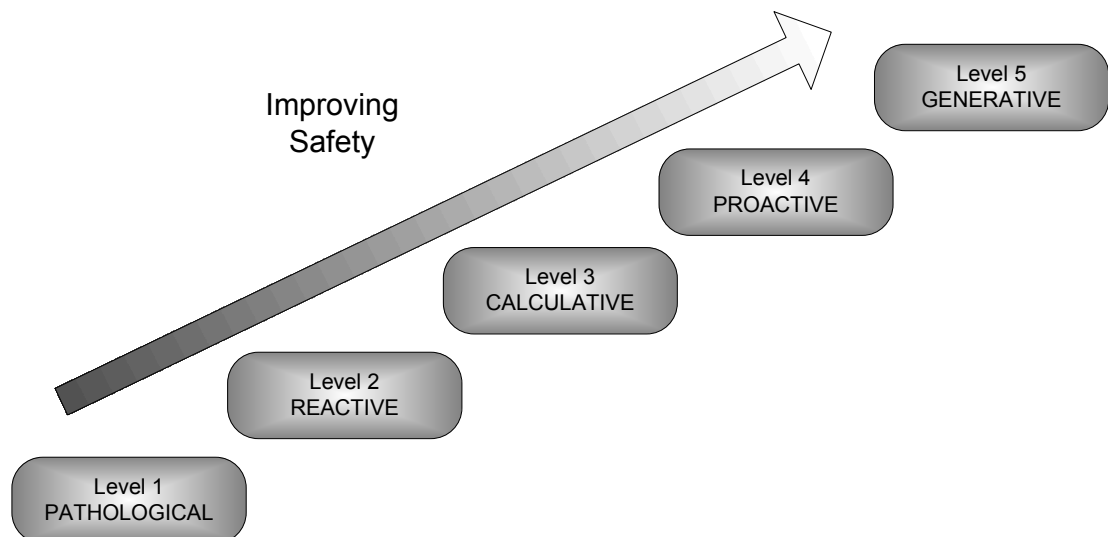 Improving
Safety
Level 5
GENERATIVE
Level 4
PROACTIVE
Level 3
CALCULATIVE
Level 2
REACTIVE
Level 1
PATHOLOGICAL